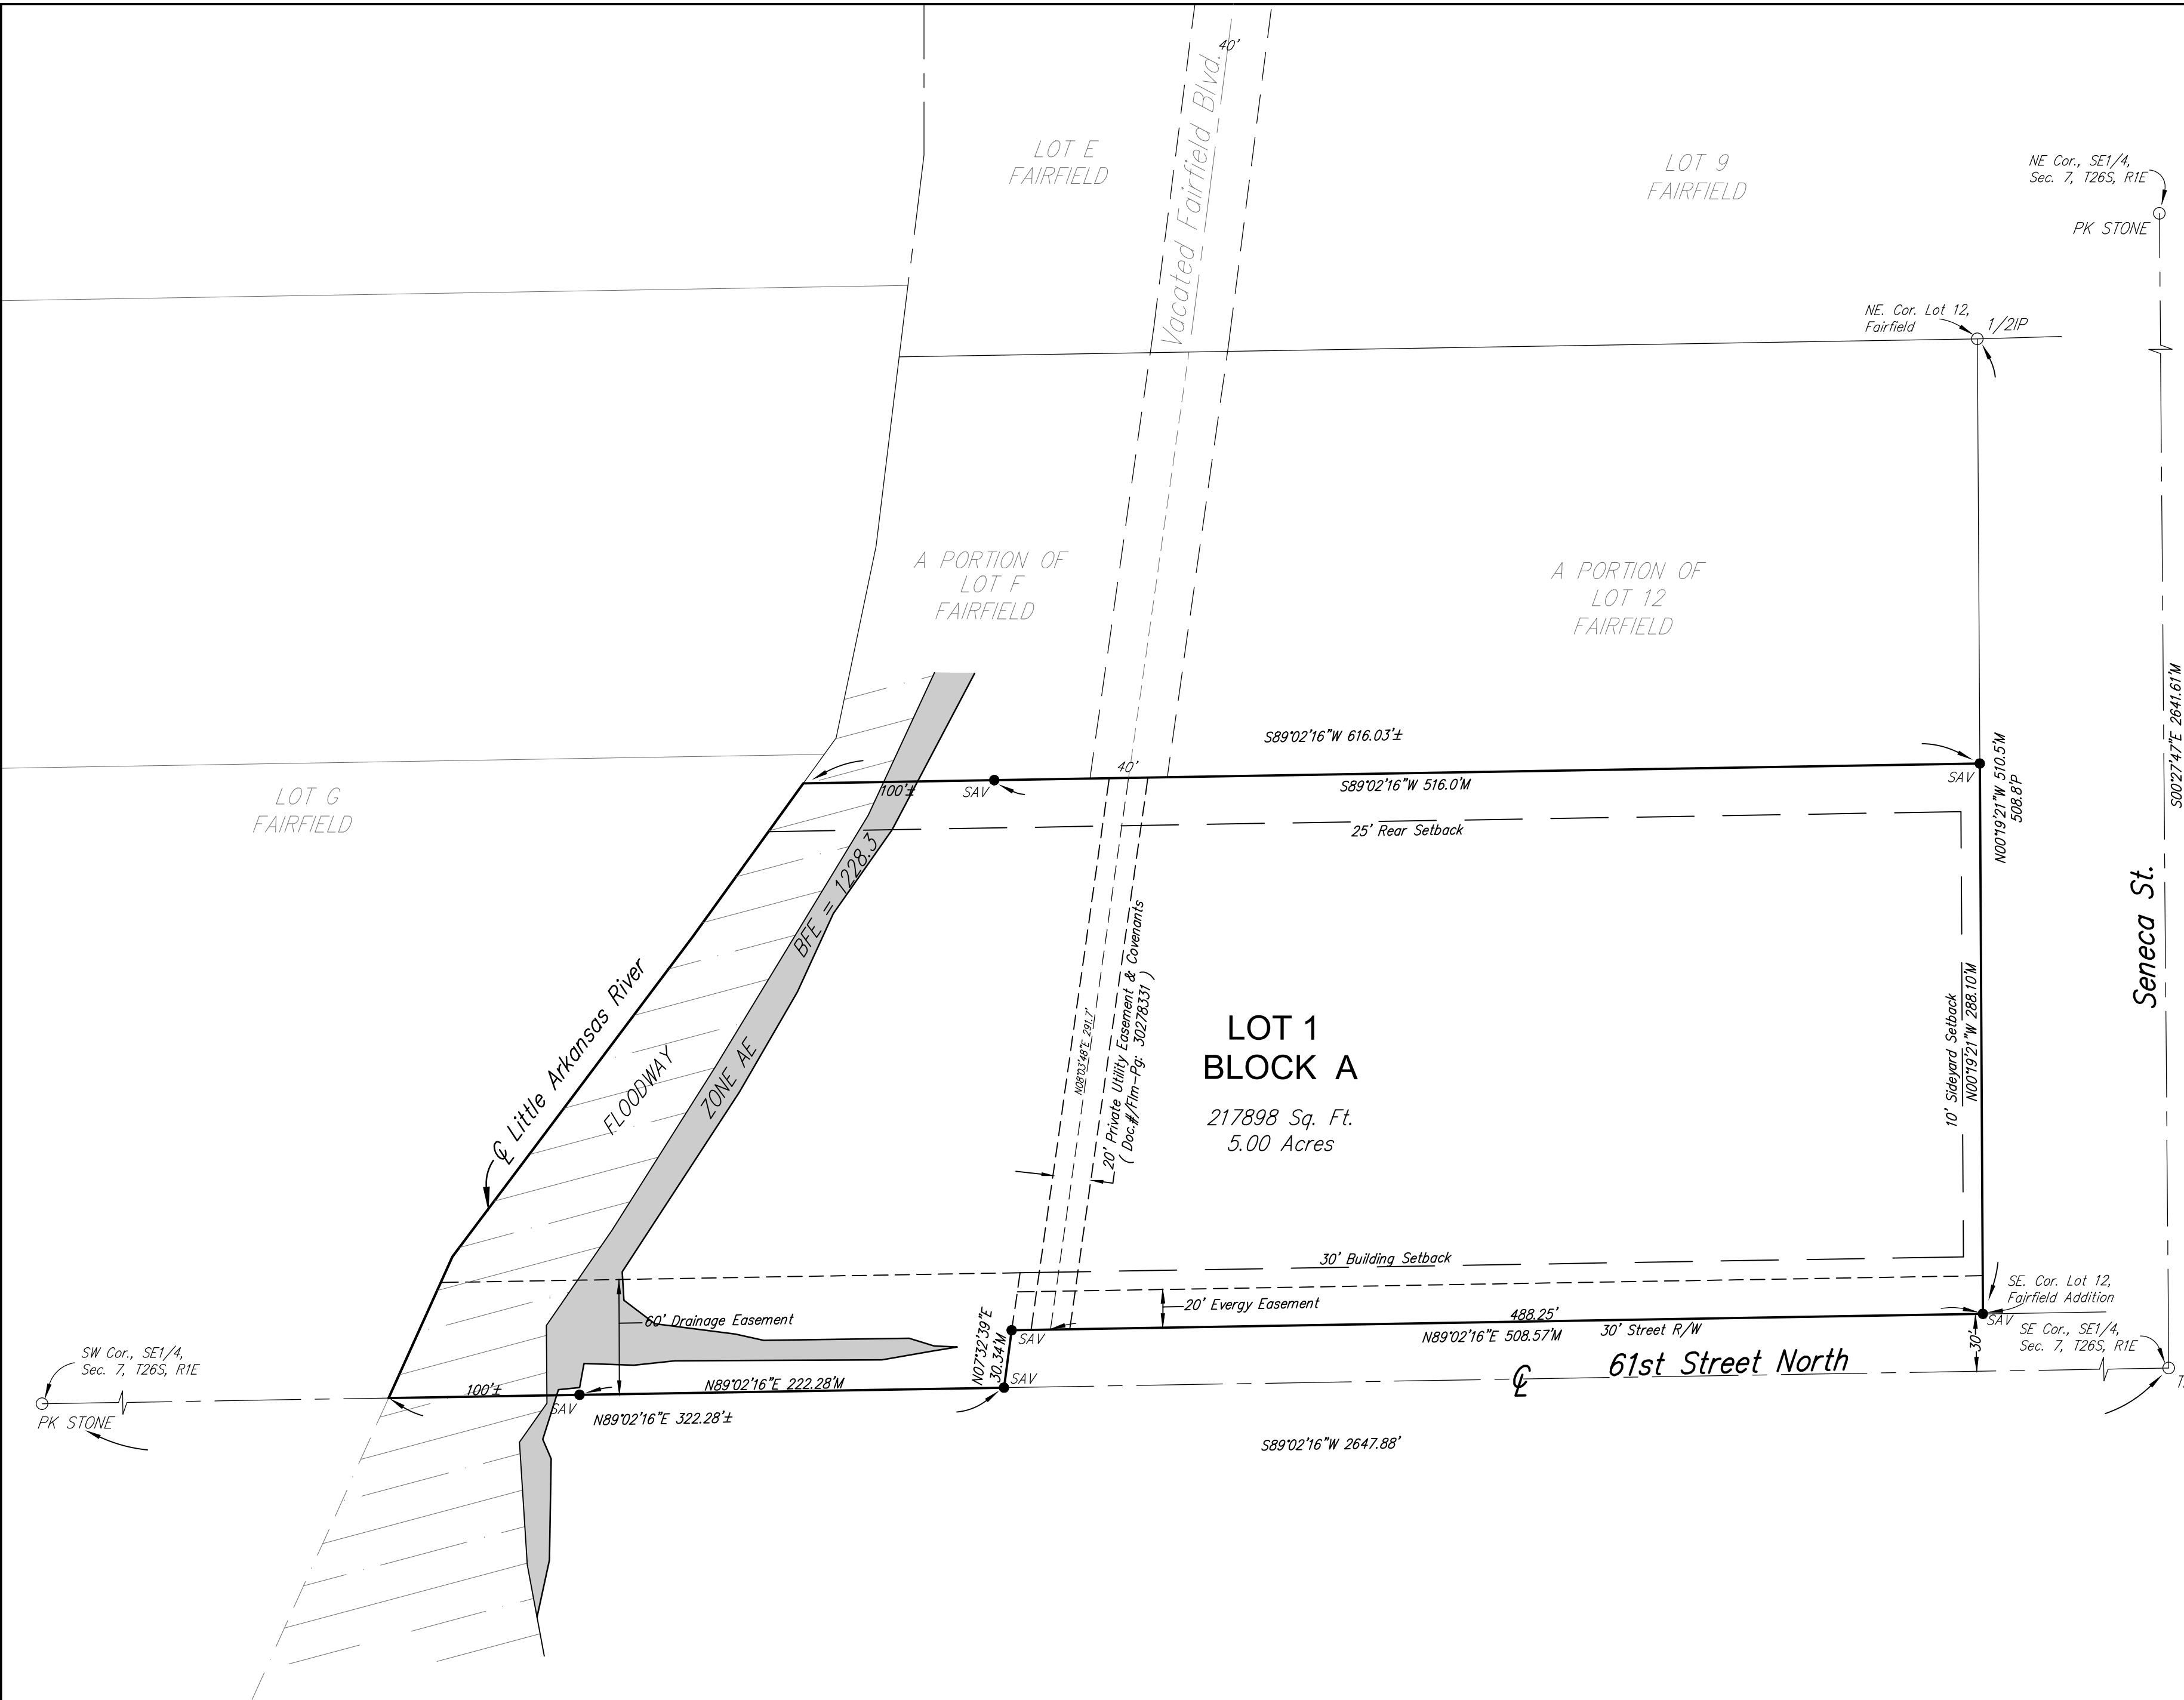 40'
Vacated Fairfield Blvd.
LOT E
FAIRFIELD
LOT 9
FAIRFIELD
NE Cor., SE1/4,
Sec. 7, T26S, R1E
PK STONE
NE. Cor. Lot 12,
Fairfield
1/2IP
A PORTION OF
LOT F
FAIRFIELD
A PORTION OF
LOT 12
FAIRFIELD
S00°27'47"E 2641.61'M
S89°02'16"W 616.03'±
40'
S89°02'16"W 516.0'M
100'±
SAV
SAV
N00°19'21"W 510.5'M
508.8'P
LOT G
FAIRFIELD
25' Rear Setback
BFE = 1228.3
Seneca St.
℄ Little Arkansas River
FLOODWAY
ZONE AE
N08°03'48"E 291.7'
20' Private Utility Easement & Covenants
( Doc.#/Flm-Pg: 30278331 )
LOT 1
BLOCK A
217898 Sq. Ft.
5.00 Acres
10' Sideyard Setback
N00°19'21"W 288.10'M
30' Building Setback
SE. Cor. Lot 12,
Fairfield Addition
20' Evergy Easement
60' Drainage Easement
488.25'
SAV
SAV
N89°02'16"E 508.57'M
30' Street R/W
30'
SE Cor., SE1/4,
Sec. 7, T26S, R1E
N07°32'39"E
30.34'M
SW Cor., SE1/4,
Sec. 7, T26S, R1E
℄ 61st Street North
SAV
100'±
N89°02'16"E 222.28'M
SAV
N89°02'16"E 322.28'±
PK STONE
S89°02'16"W 2647.88'